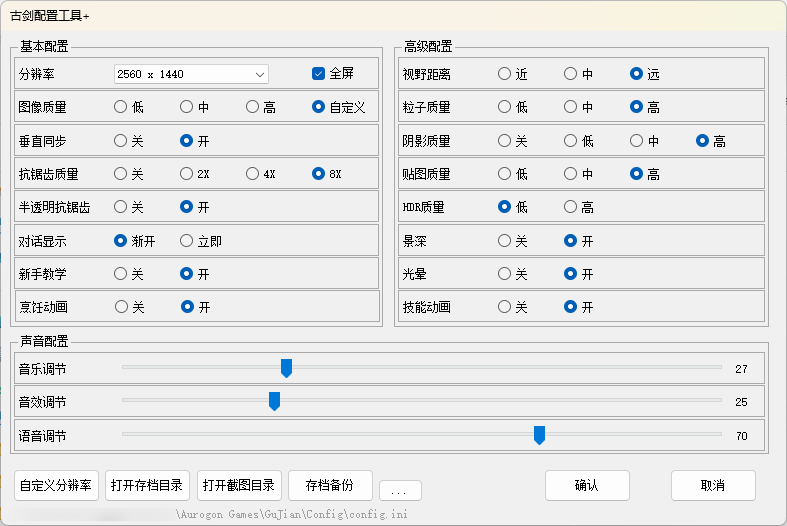 古剑配置工具+
基本配置
分辨率 2560 x 1440 全屏
图像质量 低 中 高 自定义
垂直同步 关 开
抗锯齿质量 关 2X 4X 8X
半透明抗锯齿 关 开
对话显示 渐开 立即
新手教学 关 开
烹饪动画 关 开
高级配置
视野距离 近 中 远
粒子质量 低 中 高
阴影质量 关 低 中 高
贴图质量 低 中 高
HDR质量 低 高
景深 关 开
光晕 关 开
技能动画 关 开
声音配置
音乐调节 27
音效调节 25
语音调节 70
自定义分辨率 打开存档目录 打开截图目录 存档备份 ... 确认 取消
\Aurogon Games\GuJian\Config\config.ini